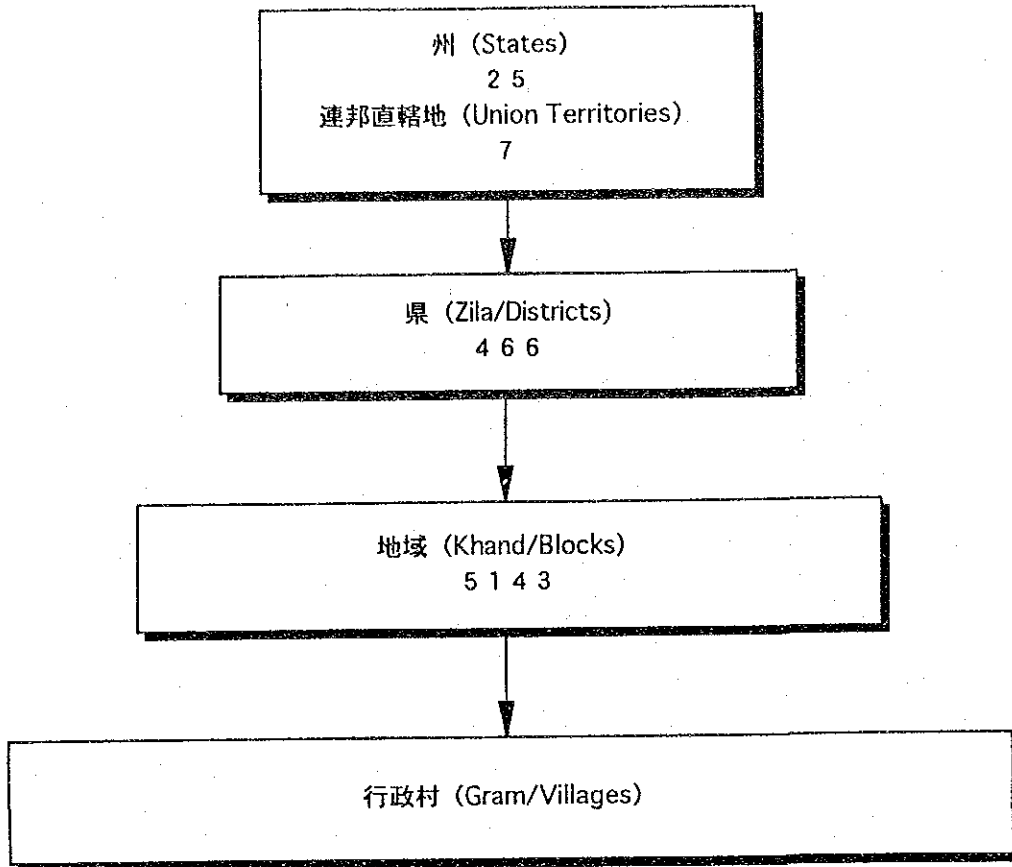 州 (States)
2 5
連邦直轄地 (Union Territories)
7
県 (Zila/Districts)
4 6 6
地域 (Khand/Blocks)
5 1 4 3
行政村 (Gram/Villages)